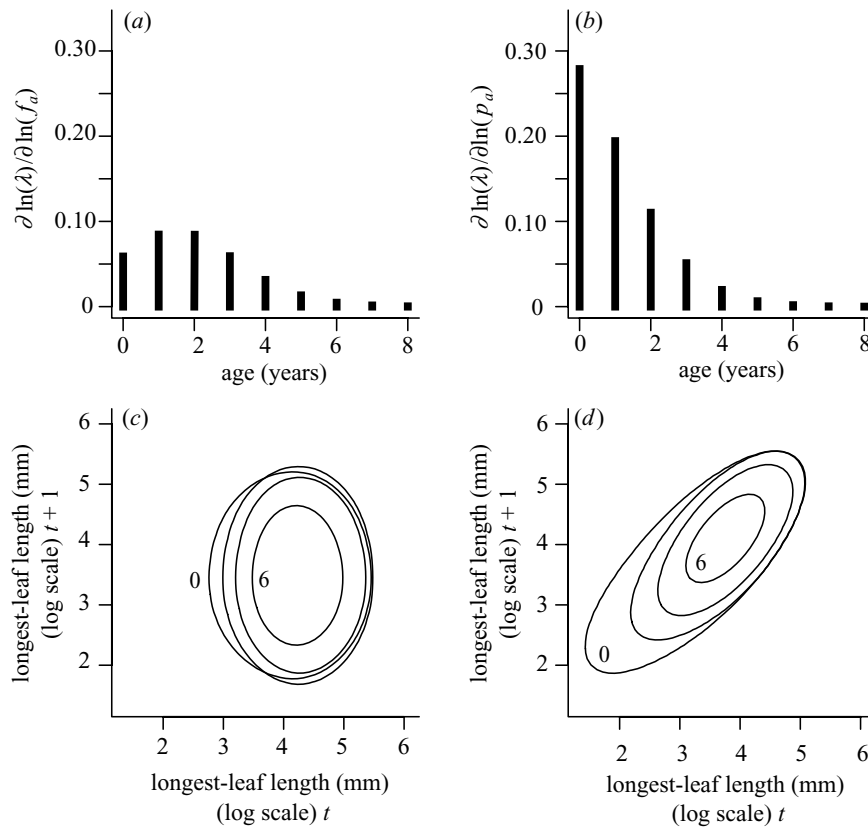 (a)
0.30
0.20
0.10
0
∂ ln(λ)/∂ln(f_a)
0 2 4 6 8
age (years)
(b)
0.30
0.20
0.10
0
∂ ln(λ)/∂ln(p_a)
0 2 4 6 8
age (years)
(c)
6
5
4
3
2
longest-leaf length (mm)
(log scale) t + 1
0
6
2 3 4 5 6
longest-leaf length (mm)
(log scale) t
(d)
6
5
4
3
2
longest-leaf length (mm)
(log scale) t + 1
6
0
2 3 4 5 6
longest-leaf length (mm)
(log scale) t